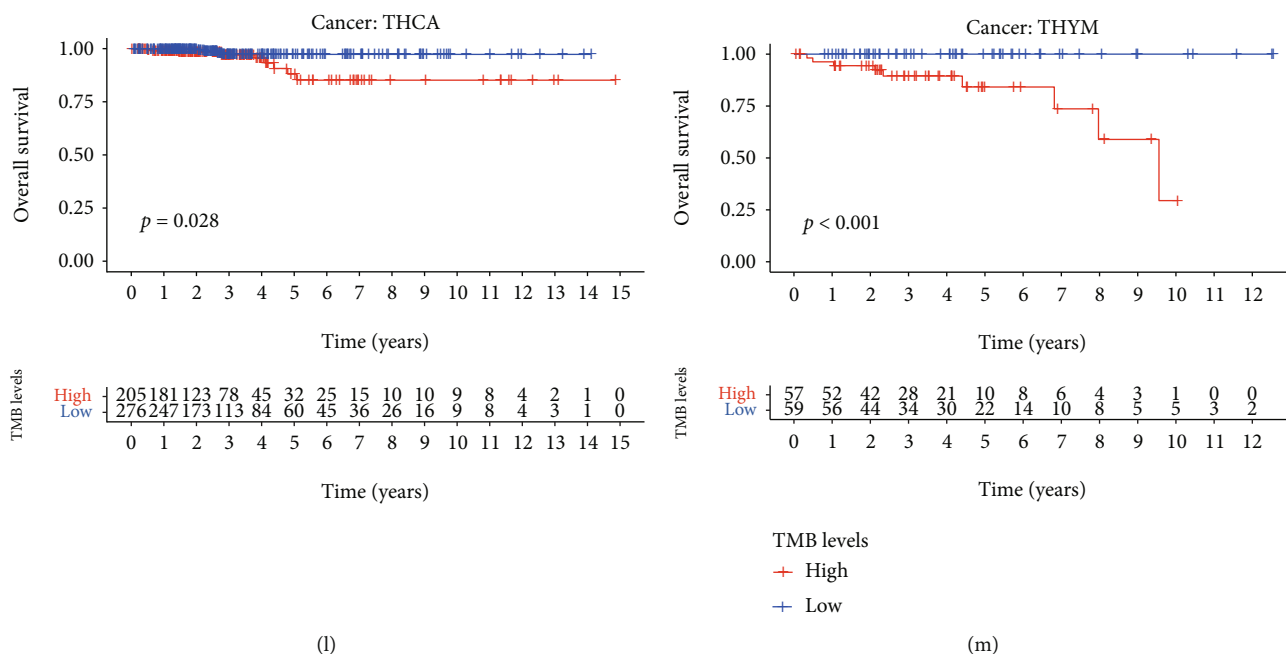 Cancer: THCA
1.00
0.75
0.50
0.25
0.00
Overall survival
p = 0.028
0 1 2 3 4 5 6 7 8 9 10 11 12 13 14 15
Time (years)
TMB levels
High 205 181 123 78 45 32 25 15 10 10 9 8 4 2 1 0
Low 276 247 173 113 84 60 45 36 26 16 9 8 4 3 1 0
0 1 2 3 4 5 6 7 8 9 10 11 12 13 14 15
Time (years)
(l)
Cancer: THYM
1.00
0.75
0.50
0.25
0.00
Overall survival
p < 0.001
0 1 2 3 4 5 6 7 8 9 10 11 12
Time (years)
TMB levels
High 57 52 42 28 21 10 8 6 4 3 1 0 0
Low 59 56 44 34 30 22 14 10 8 5 5 3 2
0 1 2 3 4 5 6 7 8 9 10 11 12
Time (years)
TMB levels
High
Low
(m)